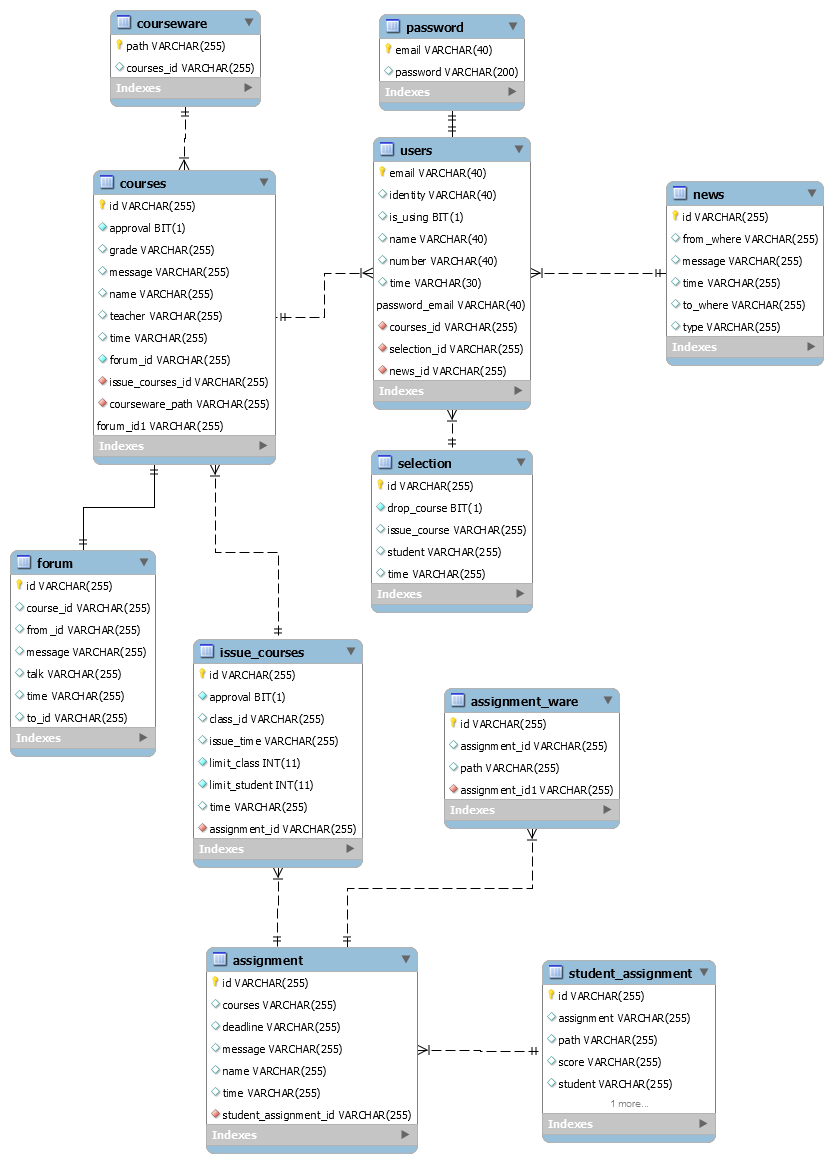 courseware
path VARCHAR(255)
courses_id VARCHAR(255)
Indexes
password
email VARCHAR(40)
password VARCHAR(200)
Indexes
users
email VARCHAR(40)
identity VARCHAR(40)
is_using BIT(1)
name VARCHAR(40)
number VARCHAR(40)
time VARCHAR(30)
password_email VARCHAR(40)
courses_id VARCHAR(255)
selection_id VARCHAR(255)
news_id VARCHAR(255)
Indexes
courses
id VARCHAR(255)
approval BIT(1)
grade VARCHAR(255)
message VARCHAR(255)
name VARCHAR(255)
teacher VARCHAR(255)
time VARCHAR(255)
forum_id VARCHAR(255)
issue_courses_id VARCHAR(255)
courseware_path VARCHAR(255)
forum_id1 VARCHAR(255)
Indexes
news
id VARCHAR(255)
from_where VARCHAR(255)
message VARCHAR(255)
time VARCHAR(255)
to_where VARCHAR(255)
type VARCHAR(255)
Indexes
selection
id VARCHAR(255)
drop_course BIT(1)
issue_course VARCHAR(255)
student VARCHAR(255)
time VARCHAR(255)
Indexes
forum
id VARCHAR(255)
course_id VARCHAR(255)
from_id VARCHAR(255)
message VARCHAR(255)
talk VARCHAR(255)
time VARCHAR(255)
to_id VARCHAR(255)
Indexes
issue_courses
id VARCHAR(255)
approval BIT(1)
class_id VARCHAR(255)
issue_time VARCHAR(255)
limit_class INT(11)
limit_student INT(11)
time VARCHAR(255)
assignment_id VARCHAR(255)
Indexes
assignment_ware
id VARCHAR(255)
assignment_id VARCHAR(255)
path VARCHAR(255)
assignment_id1 VARCHAR(255)
Indexes
assignment
id VARCHAR(255)
courses VARCHAR(255)
deadline VARCHAR(255)
message VARCHAR(255)
name VARCHAR(255)
time VARCHAR(255)
student_assignment_id VARCHAR(255)
Indexes
student_assignment
id VARCHAR(255)
assignment VARCHAR(255)
path VARCHAR(255)
score VARCHAR(255)
student VARCHAR(255)
1 more...
Indexes